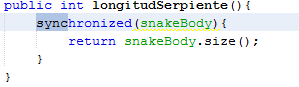 public int longitudSerpiente(){
synchronized(snakeBody){
return snakeBody.size();
}
}